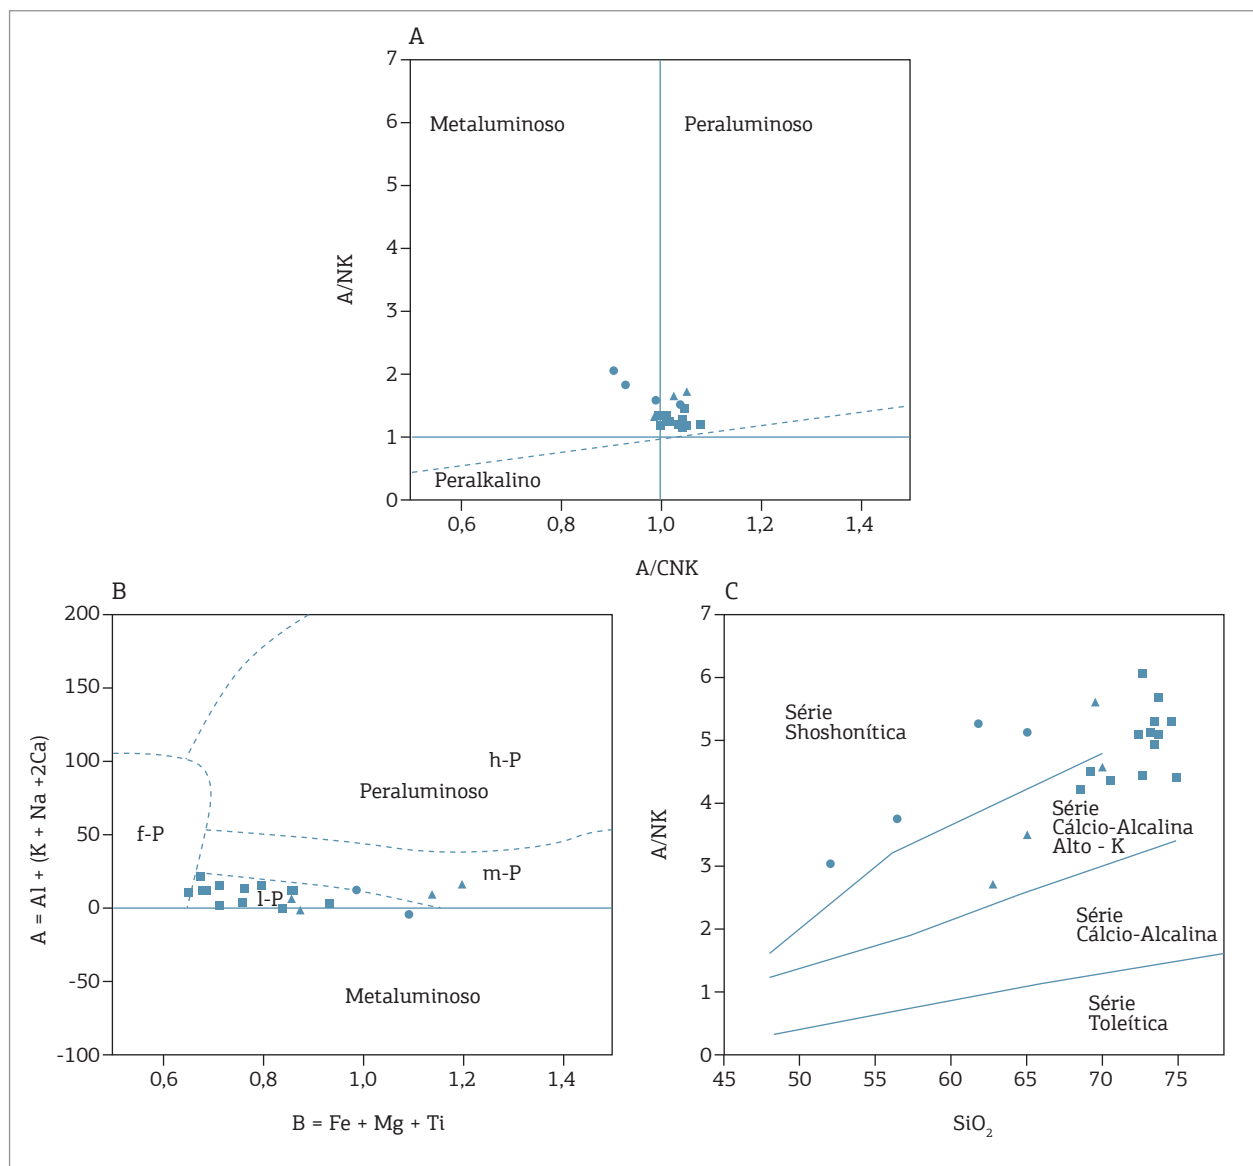 A
7
6
5
4
3
2
1
0
A/NK
Metaluminoso
Peraluminoso
Peralkalino
0,6 0,8 1,0 1,2 1,4
A/CNK
B
200
150
100
50
0
-50
-100
A = Al + (K + Na +2Ca)
h-P
Peraluminoso
f-P
m-P
l-P
Metaluminoso
0,6 0,8 1,0 1,2 1,4
B = Fe + Mg + Ti
C
7
6
5
4
3
2
1
0
A/NK
Série
Shoshonítica
Série
Cálcio-Alcalina
Alto - K
Série
Cálcio-Alcalina
Série
Toleítica
45 50 55 60 65 70 75
SiO₂